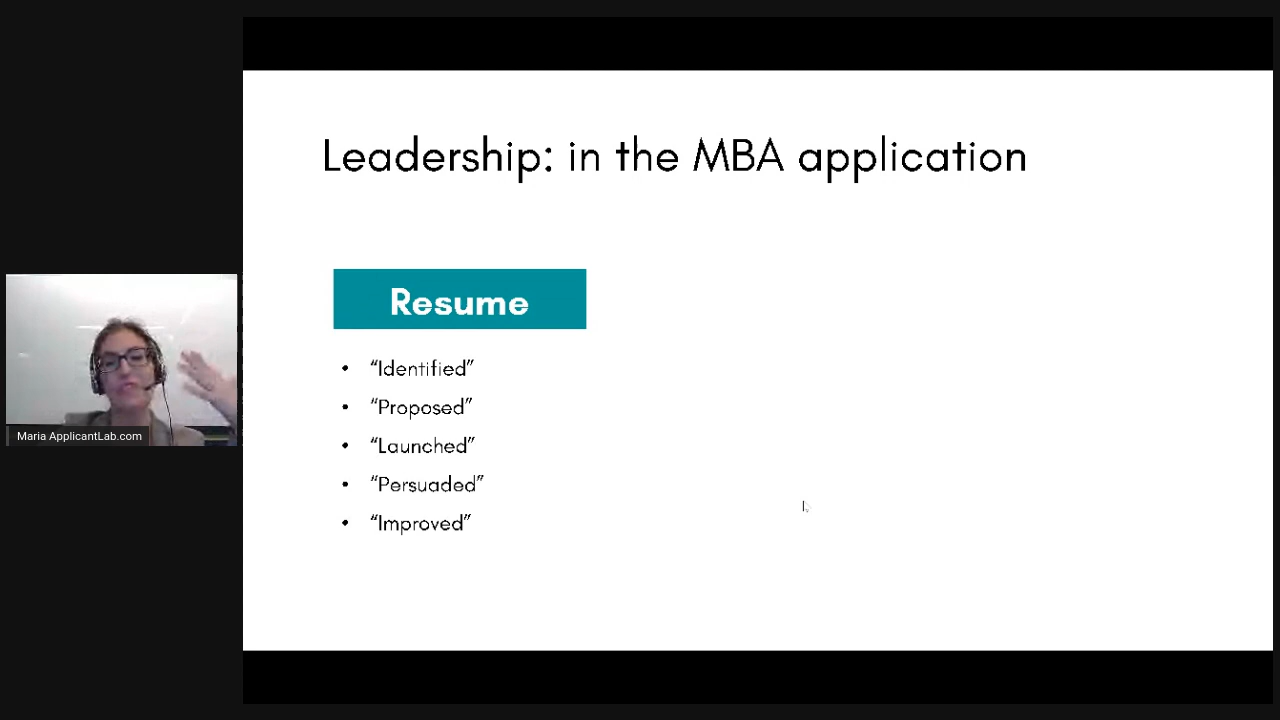 Leadership: in the MBA application
Resume
• “Identified”
• “Proposed”
• “Launched”
• “Persuaded”
• “Improved”
Maria ApplicantLab.com